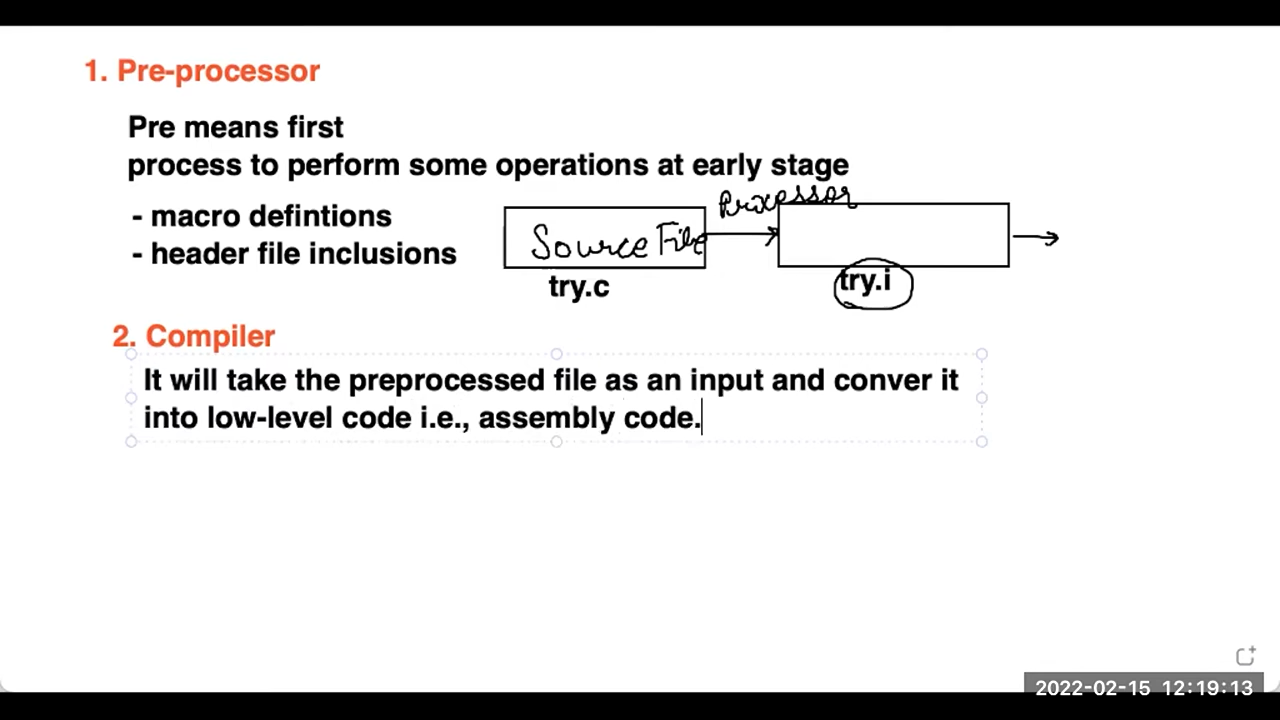 1. Pre-processor
Pre means first
process to perform some operations at early stage
- macro defintions
- header file inclusions
Processor
Source File
try.c
try.i
2. Compiler
It will take the preprocessed file as an input and conver it
into low-level code i.e., assembly code.
2022-02-15 12:19:13